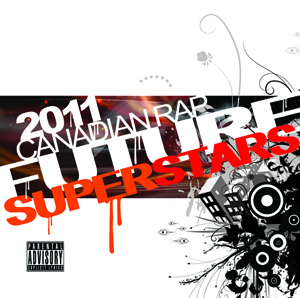 2011
CANADIAN RAP
FUTURE
SUPERSTARS
PARENTAL
ADVISORY
EXPLICIT LYRICS